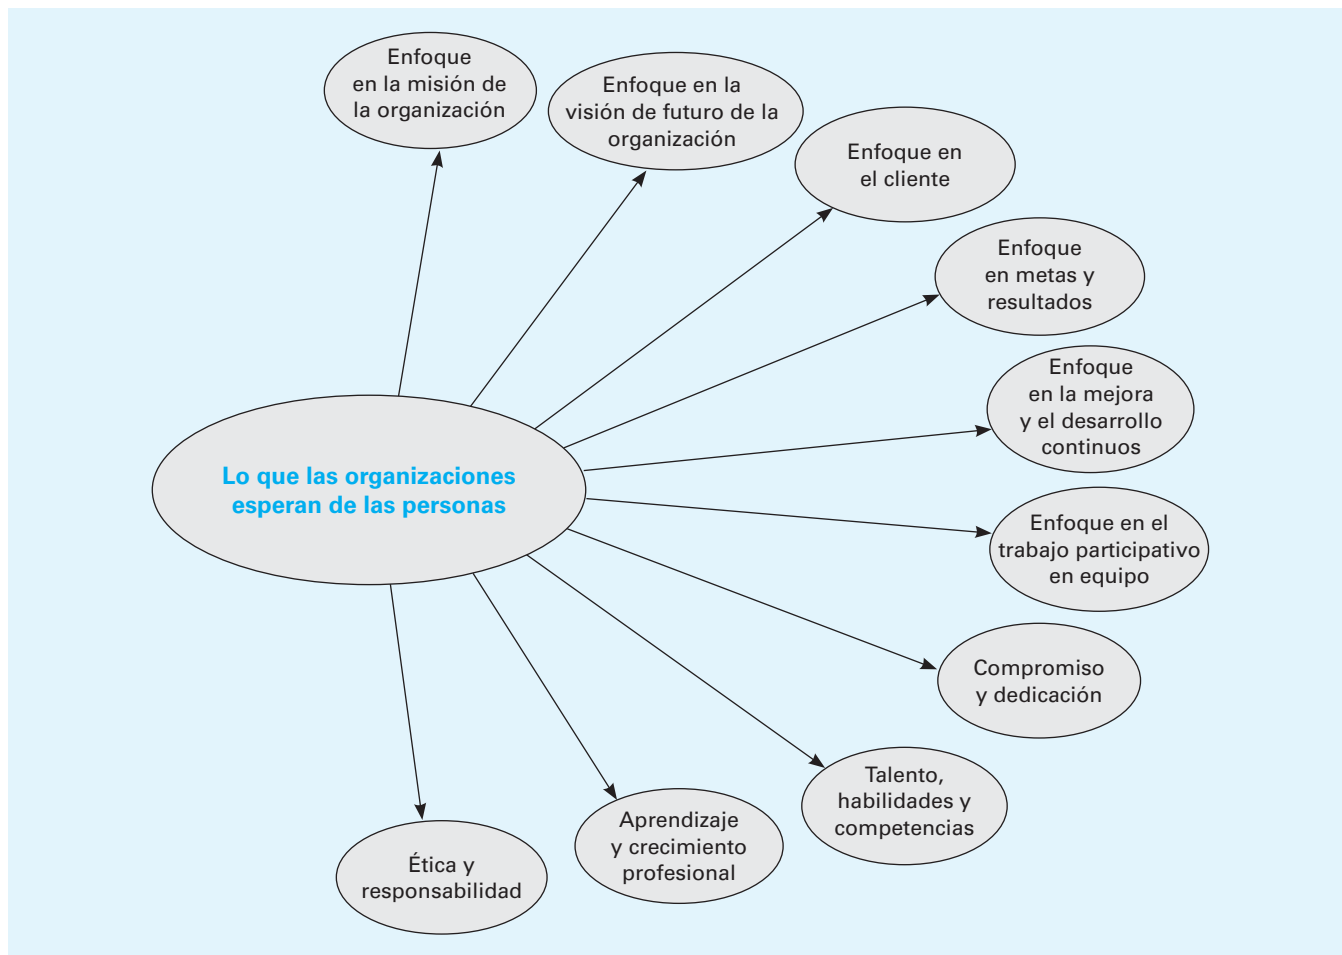 Enfoque
en la misión de
la organización
Enfoque en la
visión de futuro de la
organización
Enfoque en
el cliente
Enfoque
en metas y
resultados
Enfoque
en la mejora
y el desarrollo
continuos
Lo que las organizaciones
esperan de las personas
Enfoque en el
trabajo participativo
en equipo
Compromiso
y dedicación
Talento,
habilidades y
competencias
Aprendizaje
y crecimiento
profesional
Ética y
responsabilidad